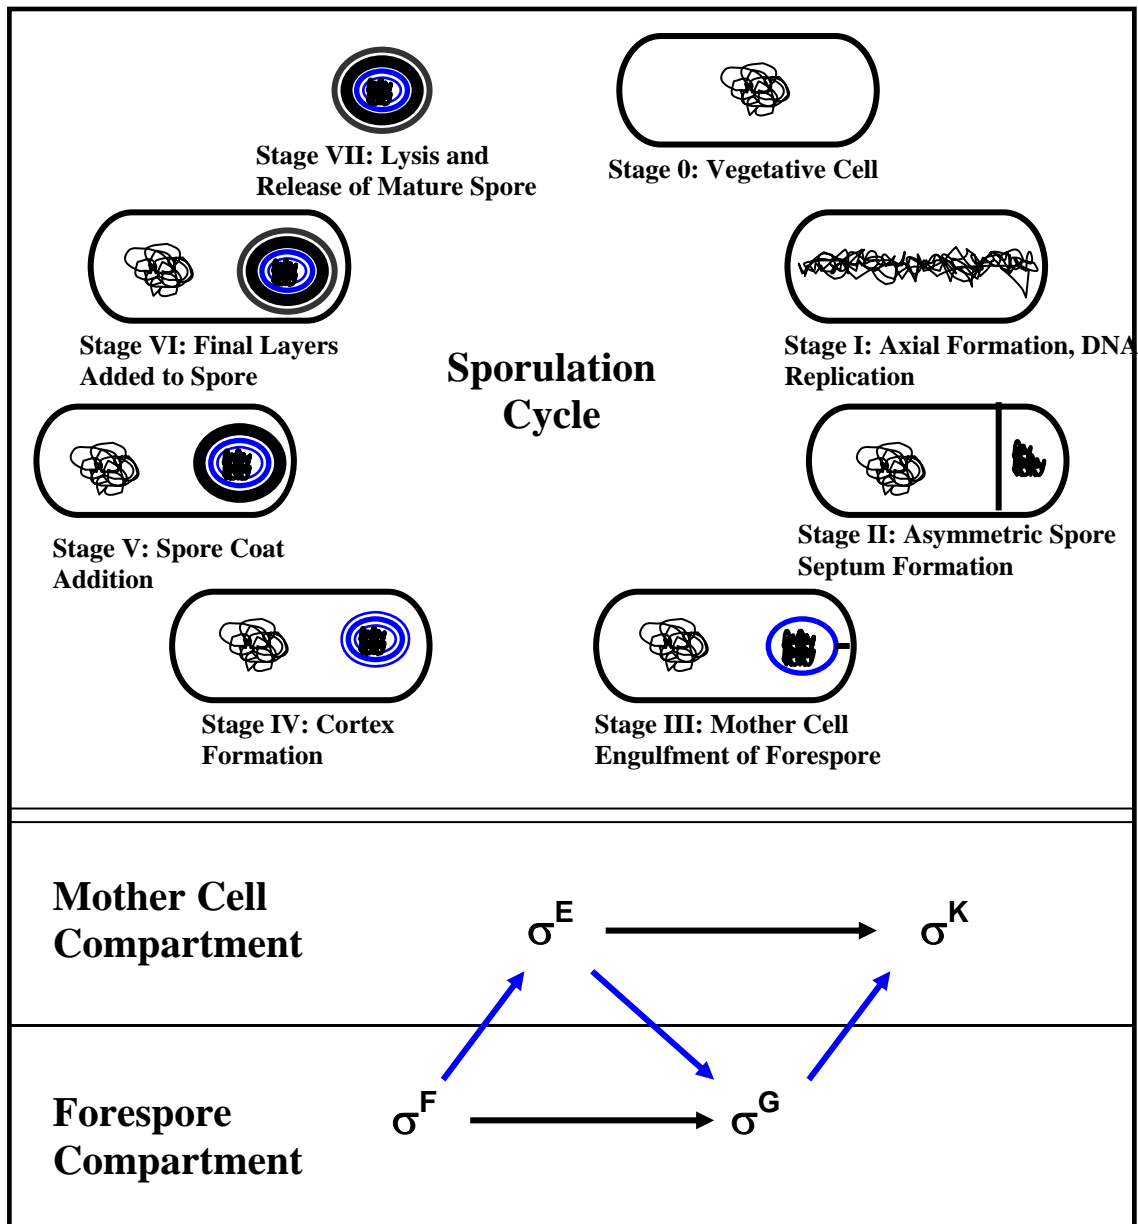 Stage VII: Lysis and
Release of Mature Spore
Stage 0: Vegetative Cell
Stage VI: Final Layers
Added to Spore
Sporulation
Cycle
Stage I: Axial Formation, DNA
Replication
Stage V: Spore Coat
Addition
Stage II: Asymmetric Spore
Septum Formation
Stage IV: Cortex
Formation
Stage III: Mother Cell
Engulfment of Forespore
Mother Cell
Compartment
σE
σK
Forespore
Compartment
σF
σG